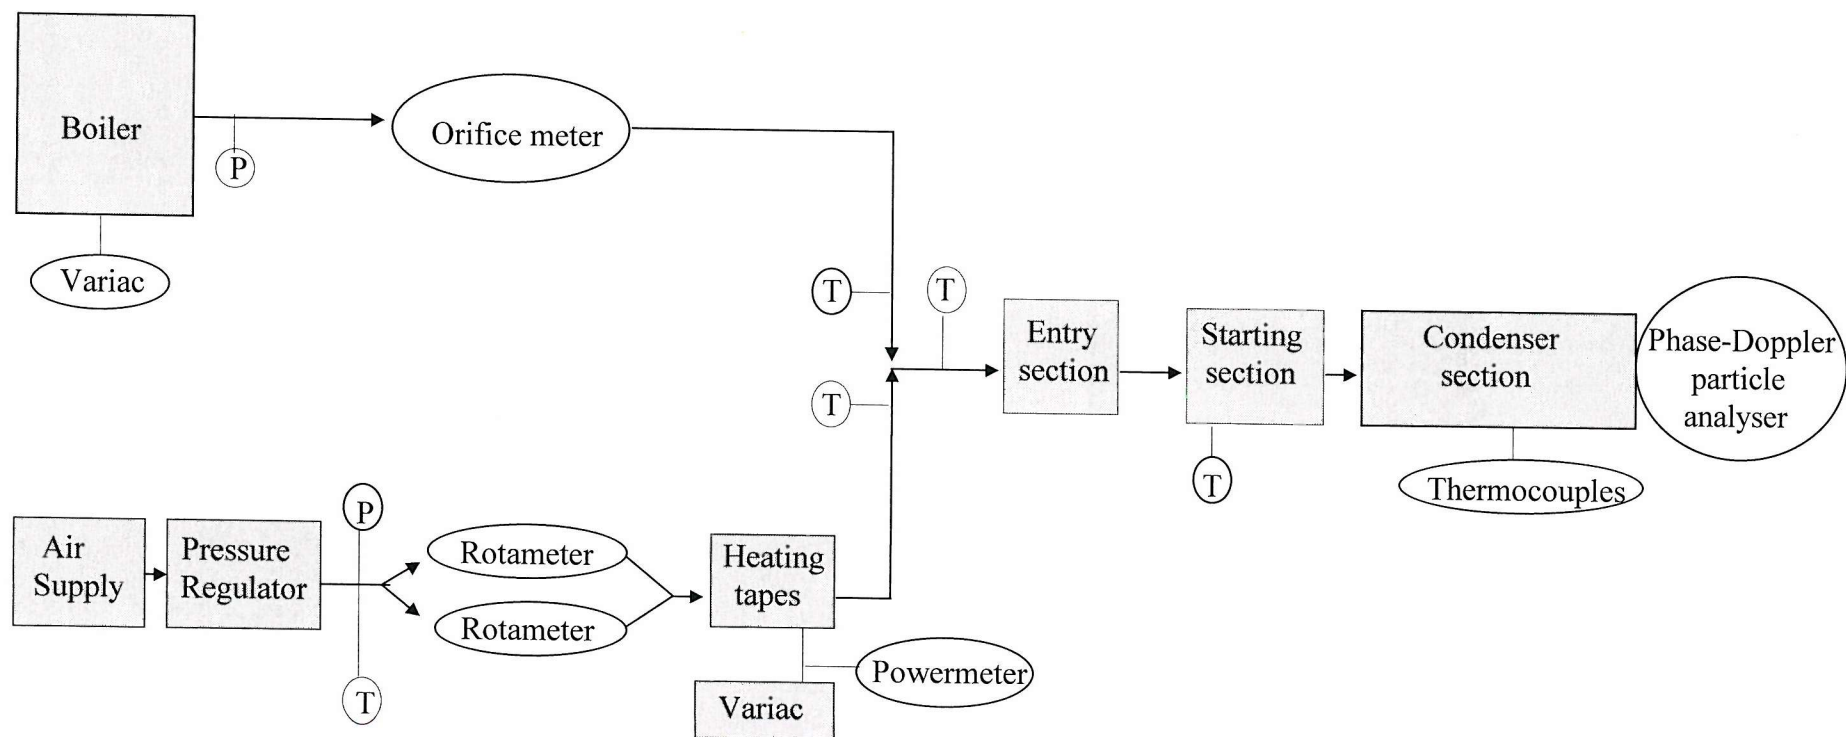 Boiler
P
Orifice meter
Variac
T
T
Entry
section
Starting
section
Condenser
section
Phase-Doppler
particle
analyser
T
T
Thermocouples
Air
Supply
Pressure
Regulator
P
T
Rotameter
Rotameter
Heating
tapes
Powermeter
Variac